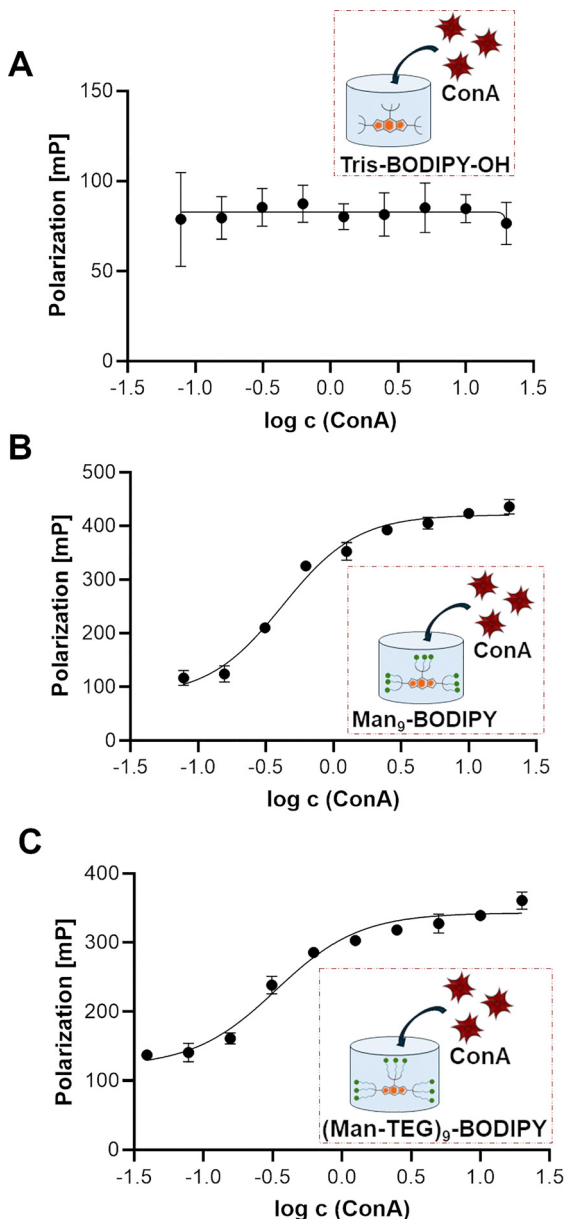 A
ConA
Tris-BODIPY-OH
Polarization [mP]
150
100
50
0
-1.5 -1.0 -0.5 0.0 0.5 1.0 1.5
log c (ConA)
B
Polarization [mP]
500
400
300
200
100
0
ConA
Man9-BODIPY
-1.5 -1.0 -0.5 0.0 0.5 1.0 1.5
log c (ConA)
C
Polarization [mP]
400
300
200
100
0
ConA
(Man-TEG)9-BODIPY
-1.5 -1.0 -0.5 0.0 0.5 1.0 1.5
log c (ConA)